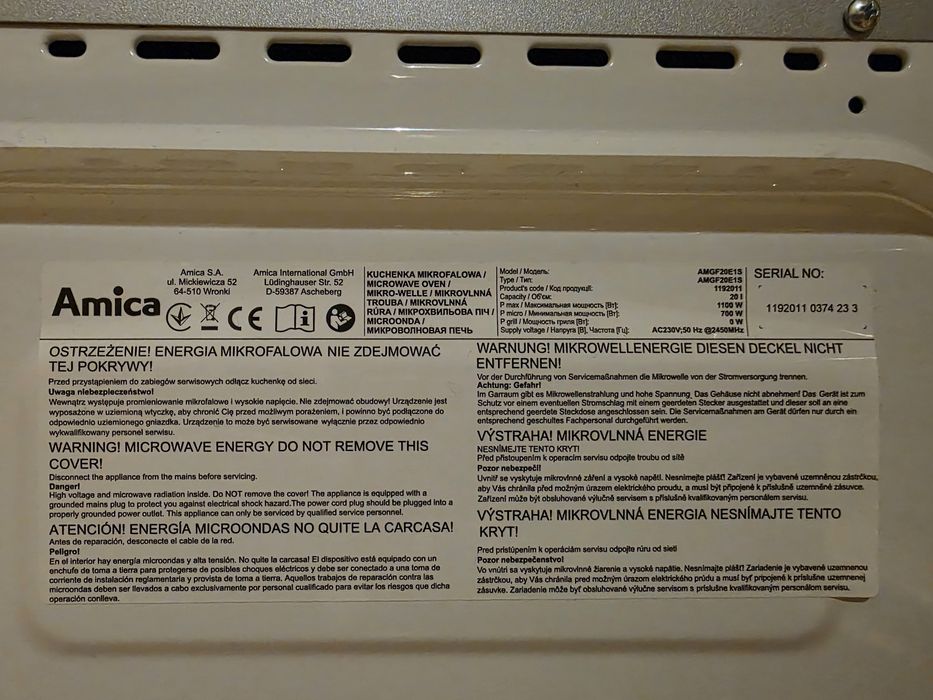 Amica
Amica S.A.
ul. Mickiewicza 52
64-510 Wronki
Amica International GmbH
Lüdinghauser Str. 52
D-59387 Ascheberg
CE
KUCHENKA MIKROFALOWA /
MICROWAVE OVEN /
MIKRO-WELLE / MIKROVLNNÁ
TROUBA / MIKROVLNNÁ
RÚRA / МІКРОХВИЛЬОВА ПІЧ /
MICROONDA /
МИКРОВОЛНОВАЯ ПЕЧЬ
Model / Модель: AMGF20E1S
Type / Тип: AMGF20E1S
Product's code / Код продукції: 1192011
Capacity / Об'єм: 20 l
P max / Максимальная мощность [Вт]: 1100 W
P micro / Минимальная мощность [Вт]: 700 W
P grill / Мощность гриля [Вт]: 0 W
Supply voltage / Напруга [В], Частота [Гц]: AC230V;50 Hz @2450MHz
SERIAL NO:
1192011 0374 23 3
OSTRZEŻENIE! ENERGIA MIKROFALOWA NIE ZDEJMOWAĆ
TEJ POKRYWY!
Przed przystąpieniem do zabiegów serwisowych odłącz kuchenkę od sieci.
Uwaga niebezpieczeństwo!
Wewnątrz występuje promieniowanie mikrofalowe i wysokie napięcie. Nie zdejmować obudowy! Urządzenie jest
wyposażone w uziemioną wtyczkę, aby chronić Cię przed możliwym porażeniem, i powinno być podłączone do
odpowiednio uziemionego gniazdka. Urządzenie to może być serwisowane wyłącznie przez odpowiednio
wykwalifikowany personel serwisu.
WARNING! MICROWAVE ENERGY DO NOT REMOVE THIS
COVER!
Disconnect the appliance from the mains before servicing.
Danger!
High voltage and microwave radiation inside. Do NOT remove the cover! The appliance is equipped with a
grounded mains plug to protect you against electrical shock hazard.The power cord plug should be plugged into a
properly grounded power outlet. This appliance can only be serviced by qualified service personnel.
ATENCIÓN! ENERGÍA MICROONDAS NO QUITE LA CARCASA!
Antes de reparación, desconecte el cable de la red.
Peligro!
En el interior hay energía microondas y alta tensión. No quite la carcasa! El dispositivo está equipado con un
enchufe de toma a tierra para protegerse de posibles choques eléctricos y debe ser conectado a una toma de
corriente de instalación reglamentaria y provista de toma a tierra. Aquellos trabajos de reparación contra las
microondas deben ser llevados a cabo exclusivamente por personal cualificado para evitar los riesgos que dicha
operación conlleva.
WARNUNG! MIKROWELLENERGIE DIESEN DECKEL NICHT
ENTFERNEN!
Vor der Durchführung von Servicemaßnahmen die Mikrowelle von der Stromversorgung trennen.
Achtung: Gefahr!
Im Garraum gibt es Mikrowellenstrahlung und hohe Spannung. Das Gehäuse nicht abnehmen! Das Gerät ist zum
Schutz vor einem eventuellen Stromschlag mit einem geerdeten Stecker ausgestattet und dieser soll an eine
entsprechend geerdete Steckdose angeschlossen sein. Die Servicemaßnahmen am Gerät dürfen nur durch ein
entsprechend geschultes Fachpersonal durchgeführt werden.
VÝSTRAHA! MIKROVLNNÁ ENERGIE
NESNÍMEJTE TENTO KRYT!
Před přistoupením k operacím servisu odpojte troubu od sítě
Pozor nebezpečí!
Uvnitř se vyskytuje mikrovlnné záření a vysoké napětí. Nesnímejte plášť! Zařízení je vybavené uzemněnou zástrčkou,
aby Vás chránila před možným úrazem elektrického proudu, a musí být připojené k příslušné uzemněné zásuvce.
Zařízení může být obsluhované výlučně servisem s příslušně kvalifikovaným personálem servisu.
VÝSTRAHA! MIKROVLNNÁ ENERGIA NESNÍMAJTE TENTO
KRYT!
Pred pristúpením k operáciám servisu odpojte rúru od sieti
Pozor nebezpečenstvo!
Vo vnútri sa vyskytuje mikrovlnné žiarenie a vysoké napätie. Nesnímajte plášť! Zariadenie je vybavené uzemnenou
zástrčkou, aby Vás chránila pred možným úrazom elektrického prúdu a musí byť pripojené k príslušne uzemnenej
zásuvke. Zariadenie môže byť obsluhované výlučne servisom s príslušne kvalifikovaným personálom servisu.